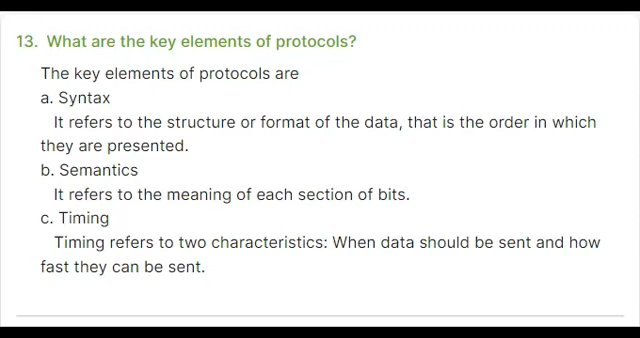 13. What are the key elements of protocols?
The key elements of protocols are
a. Syntax
It refers to the structure or format of the data, that is the order in which
they are presented.
b. Semantics
It refers to the meaning of each section of bits.
c. Timing
Timing refers to two characteristics: When data should be sent and how
fast they can be sent.